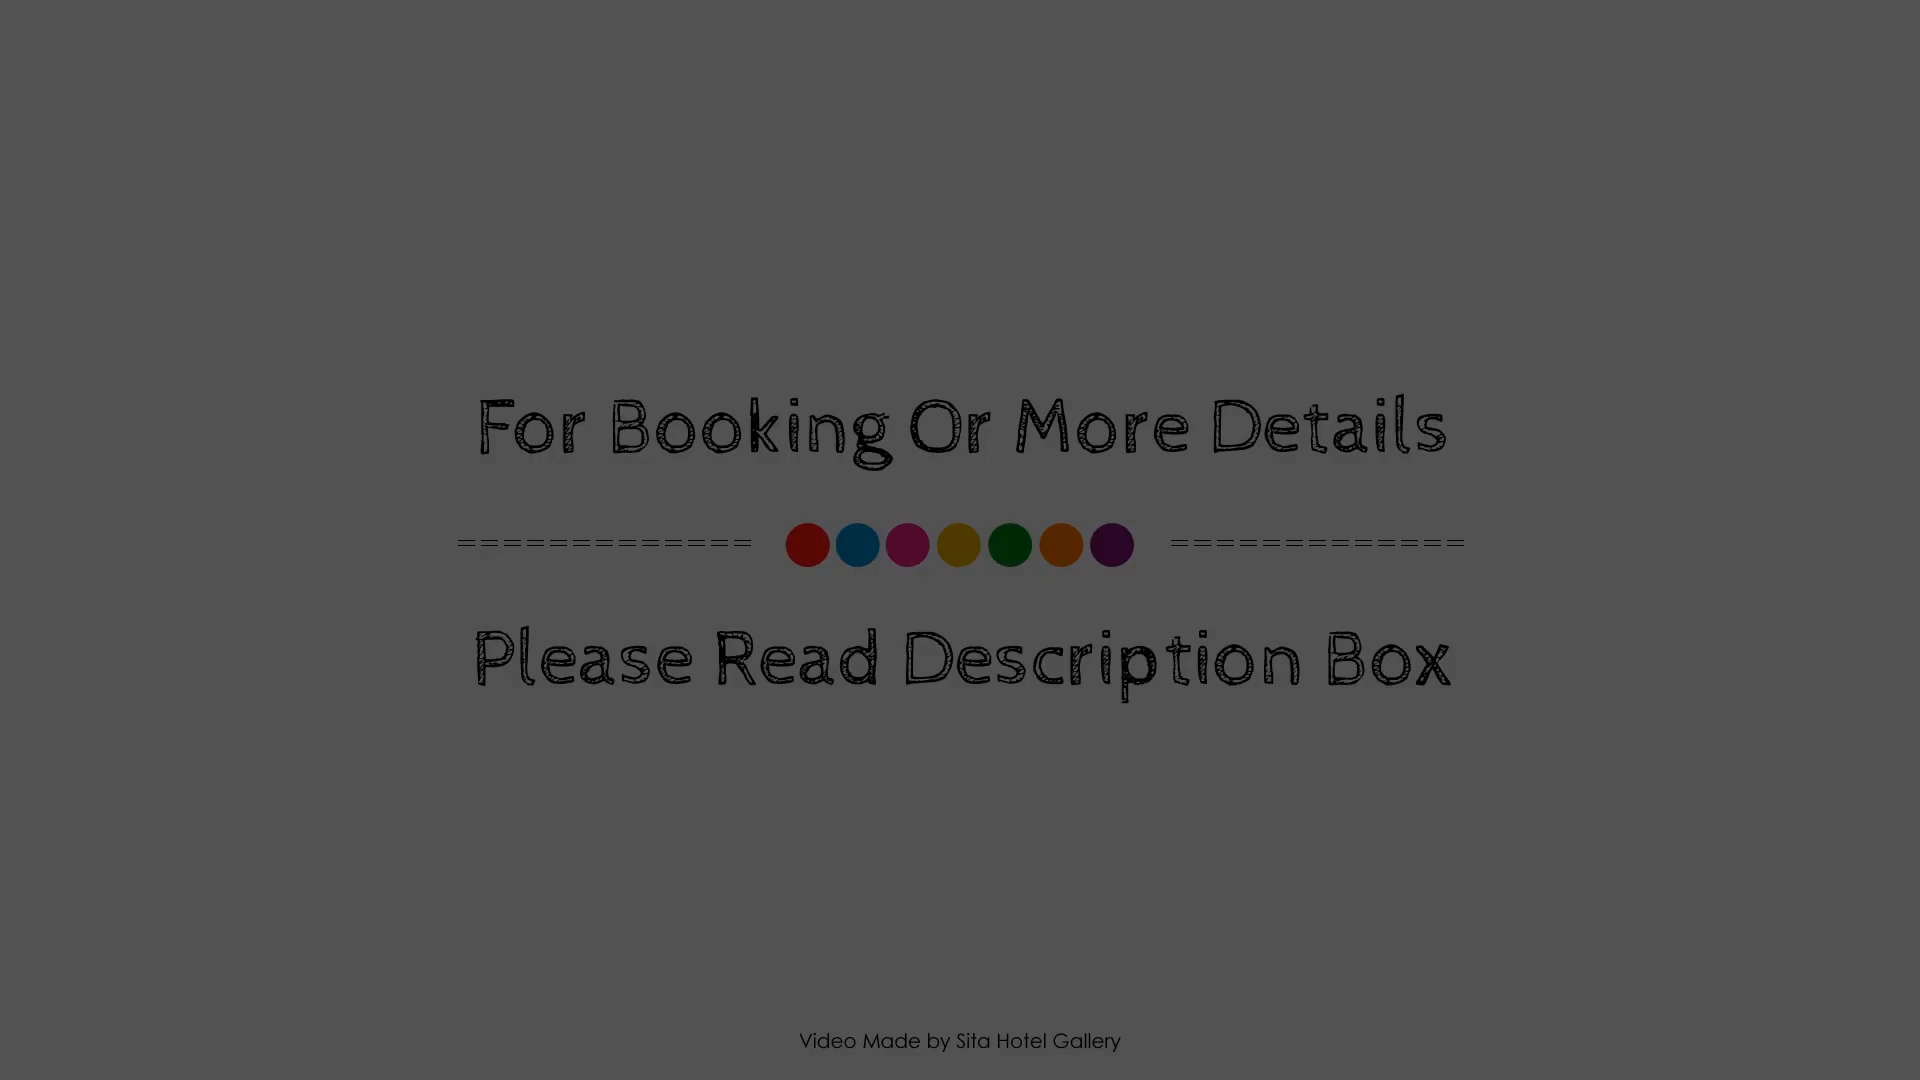 For Booking Or More Details
============= =============
Please Read Description Box
Video Made by Sita Hotel Gallery